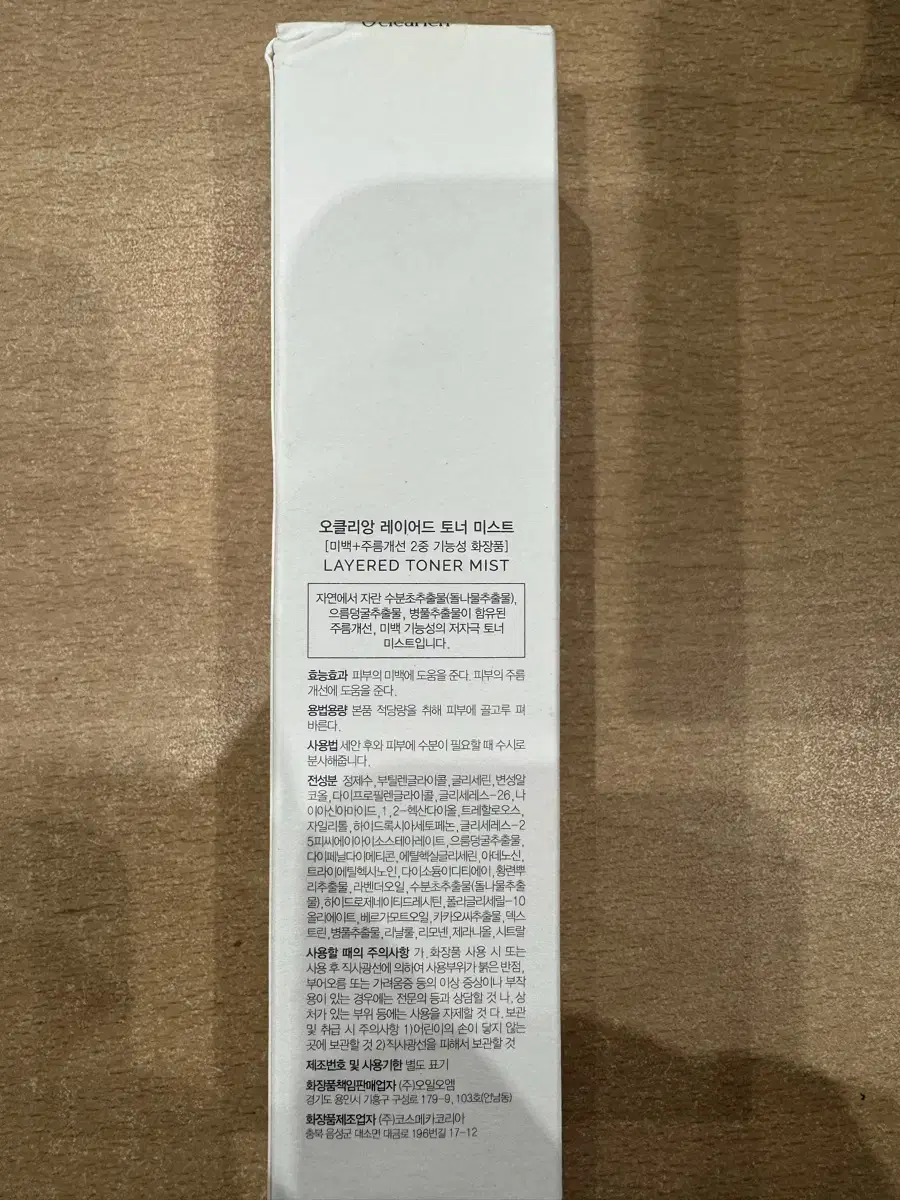 O'clearien
오클리앙 레이어드 토너 미스트
[미백+주름개선 2중 기능성 화장품]
LAYERED TONER MIST
자연에서 자란 수분초추출물(돌나물추출물),
으름덩굴추출물, 병풀추출물이 함유된
주름개선, 미백 기능성의 저자극 토너
미스트입니다.
효능효과 피부의 미백에 도움을 준다. 피부의 주름
개선에 도움을 준다.
용법용량 본품 적당량을 취해 피부에 골고루 펴
바른다.
사용법 세안 후와 피부에 수분이 필요할 때 수시로
분사해줍니다.
전성분 정제수,부틸렌글라이콜,글리세린,변성알
코올,다이프로필렌글라이콜,글리세레스-26,나
이아신아마이드,1,2-헥산다이올,트레할로오스,
자일리톨,하이드록시아세토페논,글리세레스-2
5피씨에이아이소스테아레이트,으름덩굴추출물,
다이페닐다이메티콘,에틸헥실글리세린,아데노신,
트라이에틸헥사노인,다이소듐이디티에이,황련뿌
리추출물,라벤더오일,수분초추출물(돌나물추출
물),하이드로제네이티드레시틴,폴리글리세릴-10
올리에이트,베르가모트오일,카카오씨추출물,덱스
트린,병풀추출물,리날룰,리모넨,제라니올,시트랄
사용할 때의 주의사항 가. 화장품 사용 시 또는
사용 후 직사광선에 의하여 사용부위가 붉은 반점,
부어오름 또는 가려움증 등의 이상 증상이나 부작
용이 있는 경우에는 전문의 등과 상담할 것 나. 상
처가 있는 부위 등에는 사용을 자제할 것 다. 보관
및 취급 시 주의사항 1)어린이의 손이 닿지 않는
곳에 보관할 것 2)직사광선을 피해서 보관할 것
제조번호 및 사용기한 별도 표기
화장품책임판매업자 (주)오일오엠
경기도 용인시 기흥구 구성로 179-9, 103호(언남동)
화장품제조업자 (주)코스메카코리아
충북 음성군 대소면 대금로 196번길 17-12